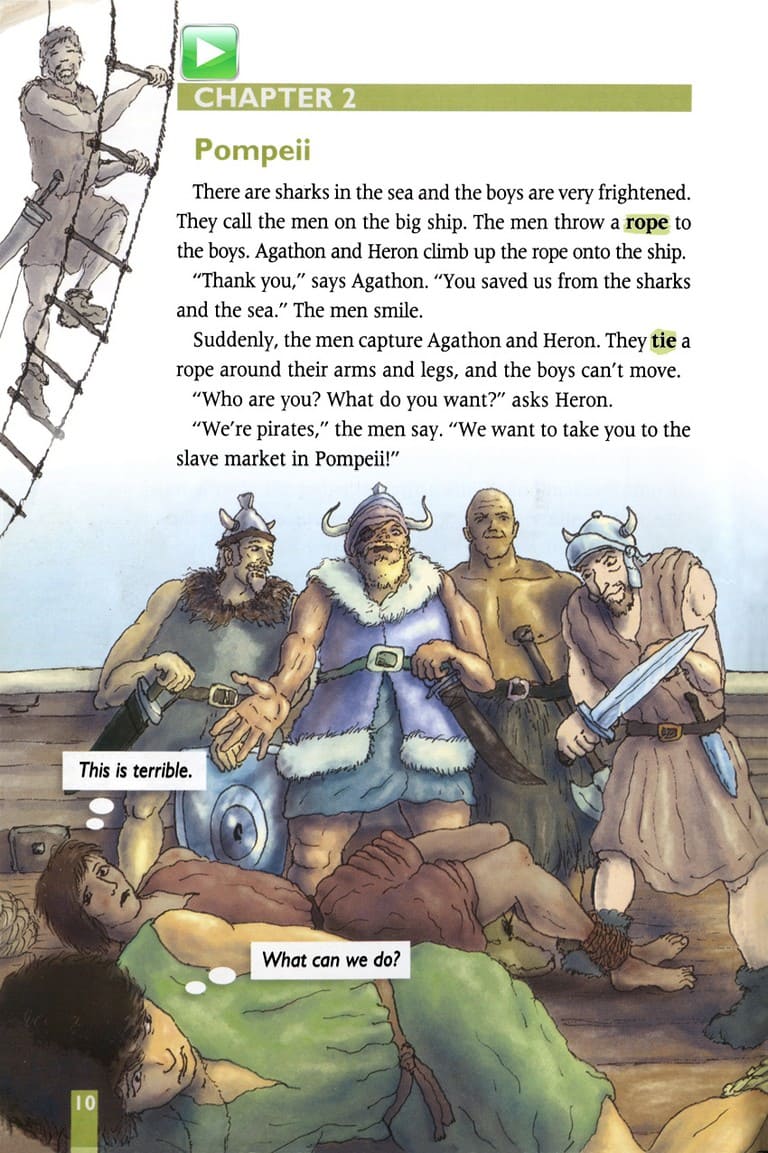 CHAPTER 2
Pompeii
There are sharks in the sea and the boys are very frightened.
They call the men on the big ship. The men throw a rope to
the boys. Agathon and Heron climb up the rope onto the ship.
“Thank you,” says Agathon. “You saved us from the sharks
and the sea.” The men smile.
Suddenly, the men capture Agathon and Heron. They tie a
rope around their arms and legs, and the boys can’t move.
“Who are you? What do you want?” asks Heron.
“We’re pirates,” the men say. “We want to take you to the
slave market in Pompeii!”
This is terrible.
What can we do?
10